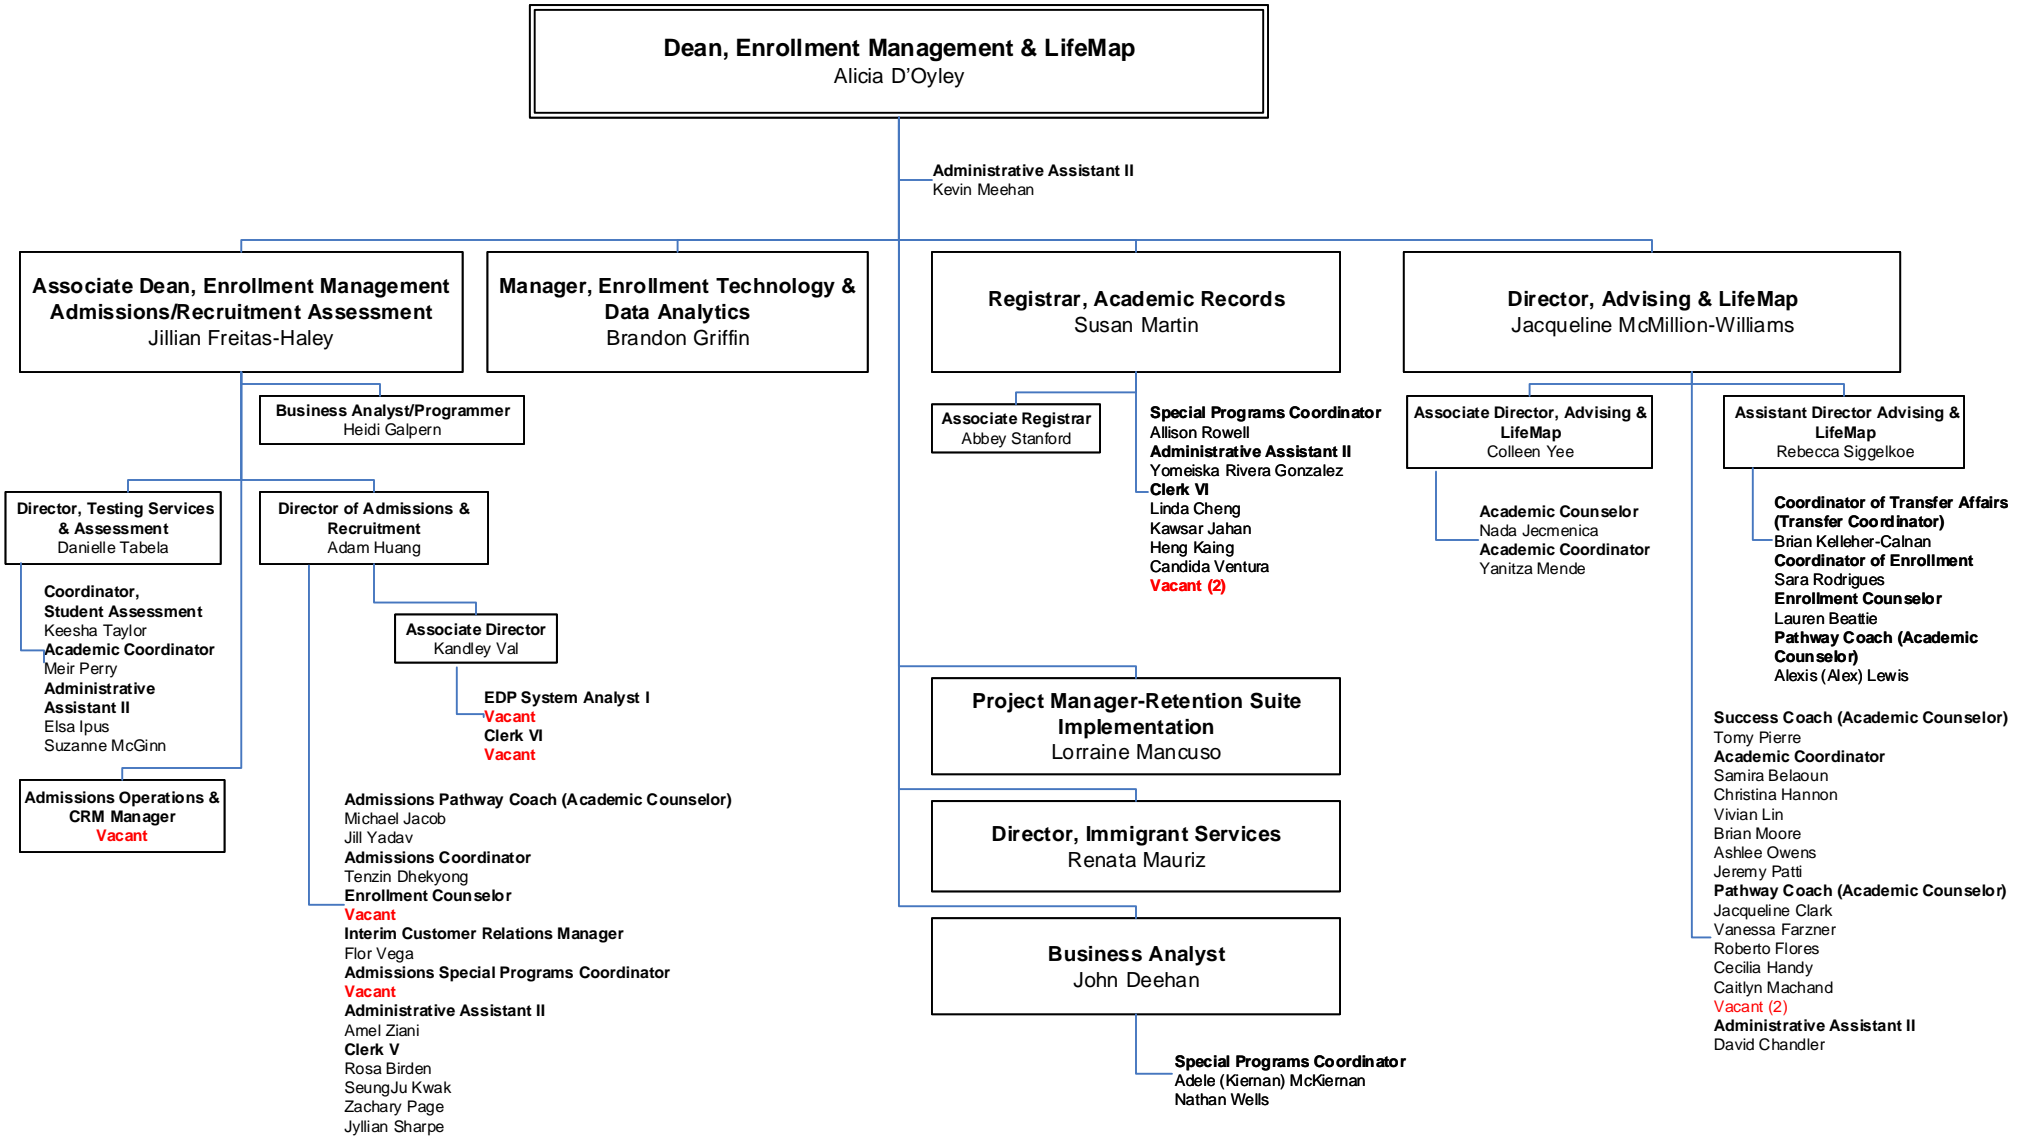 Dean, Enrollment Management & LifeMap
Alicia D’Oyley
Administrative Assistant II
Kevin Meehan
Associate Dean, Enrollment Management
Admissions/Recruitment Assessment
Jillian Freitas-Haley
Manager, Enrollment Technology &
Data Analytics
Brandon Griffin
Registrar, Academic Records
Susan Martin
Director, Advising & LifeMap
Jacqueline McMillion-Williams
Business Analyst/Programmer
Heidi Galpern
Director, Testing Services
& Assessment
Danielle Tabela
Coordinator,
Student Assessment
Keesha Taylor
Academic Coordinator
Meir Perry
Administrative
Assistant II
Elsa Ipus
Suzanne McGinn
Admissions Operations &
CRM Manager
Vacant
Director of Admissions &
Recruitment
Adam Huang
Associate Director
Kandley Val
EDP System Analyst I
Vacant
Clerk VI
Vacant
Admissions Pathway Coach (Academic Counselor)
Michael Jacob
Jill Yadav
Admissions Coordinator
Tenzin Dhekyong
Enrollment Counselor
Vacant
Interim Customer Relations Manager
Flor Vega
Admissions Special Programs Coordinator
Vacant
Administrative Assistant II
Amel Ziani
Clerk V
Rosa Birden
SeungJu Kwak
Zachary Page
Jyllian Sharpe
Associate Registrar
Abbey Stanford
Special Programs Coordinator
Allison Rowell
Administrative Assistant II
Yomeiska Rivera Gonzalez
Clerk VI
Linda Cheng
Kawsar Jahan
Heng Kaing
Candida Ventura
Vacant (2)
Project Manager-Retention Suite
Implementation
Lorraine Mancuso
Director, Immigrant Services
Renata Mauriz
Business Analyst
John Deehan
Special Programs Coordinator
Adele (Kiernan) McKiernan
Nathan Wells
Associate Director, Advising &
LifeMap
Colleen Yee
Academic Counselor
Nada Jecmenica
Academic Coordinator
Yanitza Mende
Assistant Director Advising &
LifeMap
Rebecca Siggelkoe
Coordinator of Transfer Affairs
(Transfer Coordinator)
Brian Kelleher-Calnan
Coordinator of Enrollment
Sara Rodrigues
Enrollment Counselor
Lauren Beattie
Pathway Coach (Academic
Counselor)
Alexis (Alex) Lewis
Success Coach (Academic Counselor)
Tomy Pierre
Academic Coordinator
Samira Belaoun
Christina Hannon
Vivian Lin
Brian Moore
Ashlee Owens
Jeremy Patti
Pathway Coach (Academic Counselor)
Jacqueline Clark
Vanessa Farzner
Roberto Flores
Cecilia Handy
Caitlyn Machand
Vacant (2)
Administrative Assistant II
David Chandler